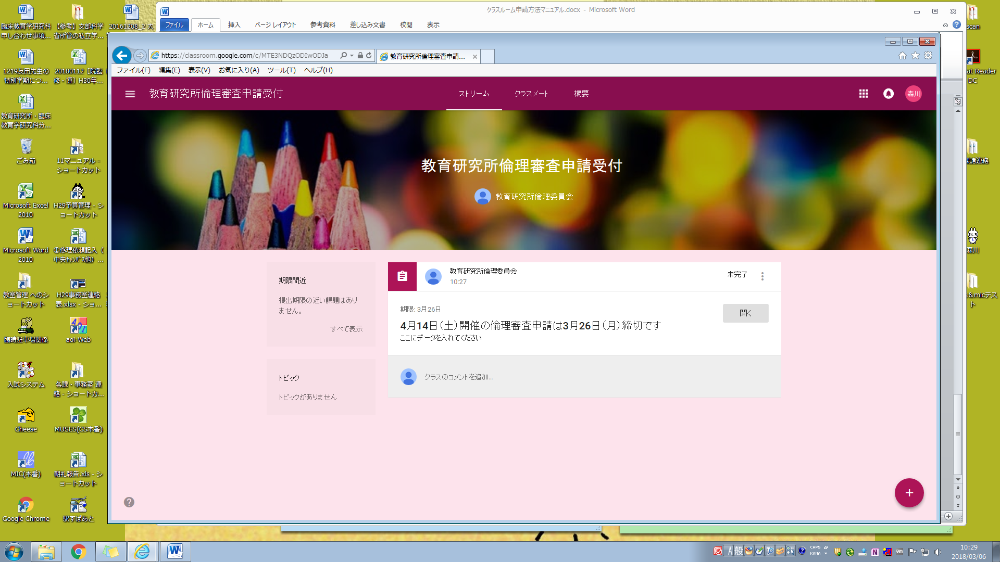 クラスルーム申請方法マニュアル.docx - Microsoft Word
ファイル ホーム 挿入 ページ レイアウト 参考資料 差し込み文書 校閲 表示
https://classroom.google.com/c/MTE3NDQzODIwODJa
教育研究所倫理審査申請...
ファイル(F) 編集(E) 表示(V) お気に入り(A) ツール(T) ヘルプ(H)
教育研究所倫理審査申請受付
ストリーム クラスメート 概要
森川
教育研究所倫理審査申請受付
教育研究所倫理委員会
期限間近
提出期限の近い課題はあり
ません。
すべて表示
トピック
トピックがありません
教育研究所倫理委員会
10:27
未完了
期限: 3月26日
開く
4月14日（土）開催の倫理審査申請は3月26日（月）締切です
ここにデータを入れてください
クラスのコメントを追加...
臨床教育学研究科
申し合わせ事項...
【参考】文部科学
省所管の私立学...
20161208_2 大
1219友田先生の
特別学期につ...
20180112［院臨
修・博］H30年...
教育研究所・臨床
教育学研究科分...
ごみ箱
11マニュアル -
ショートカット
Microsoft Excel
2010
H29予算管理 - シ
ョートカット
Microsoft Word
2010
①修理依頼記入（
中央ｷｬﾝﾊﾟｽ他）...
教室管理 へのシ
ョートカット
H29事務室連絡
表.xlsx - ショ...
臨時駐車場関係
aoi-Web
入試システム
各課・事務室 連
絡 - ショートカ...
Cheese
MUSES(CS本番)
MIC(本番)
朝礼報告.xls - シ
ョートカット
Google Chrome
駅すぱあと
scan
at Reader
DC
課諸連絡
森川
s&micテス
ト
A 般
CAPS
KANA
10:29
2018/03/06